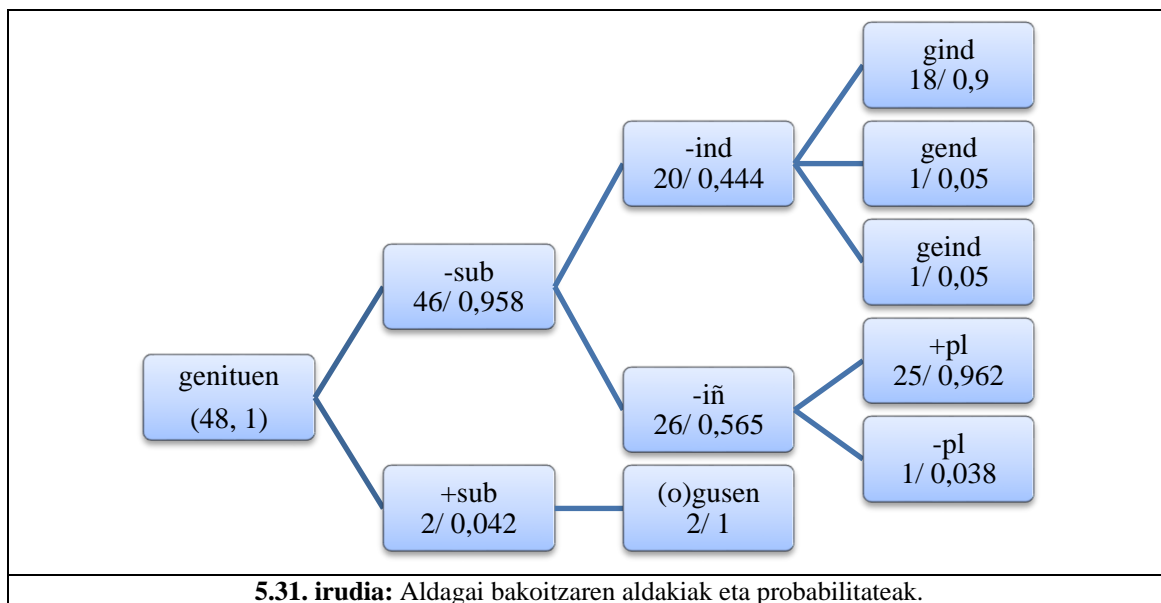 gind
18/ 0,9
-ind
20/ 0,444
gend
1/ 0,05
geind
1/ 0,05
-sub
46/ 0,958
genituen
(48, 1)
-iñ
26/ 0,565
+pl
25/ 0,962
-pl
1/ 0,038
+sub
2/ 0,042
(o)gusen
2/ 1
5.31. irudia: Aldagai bakoitzaren aldakiak eta probabilitateak.